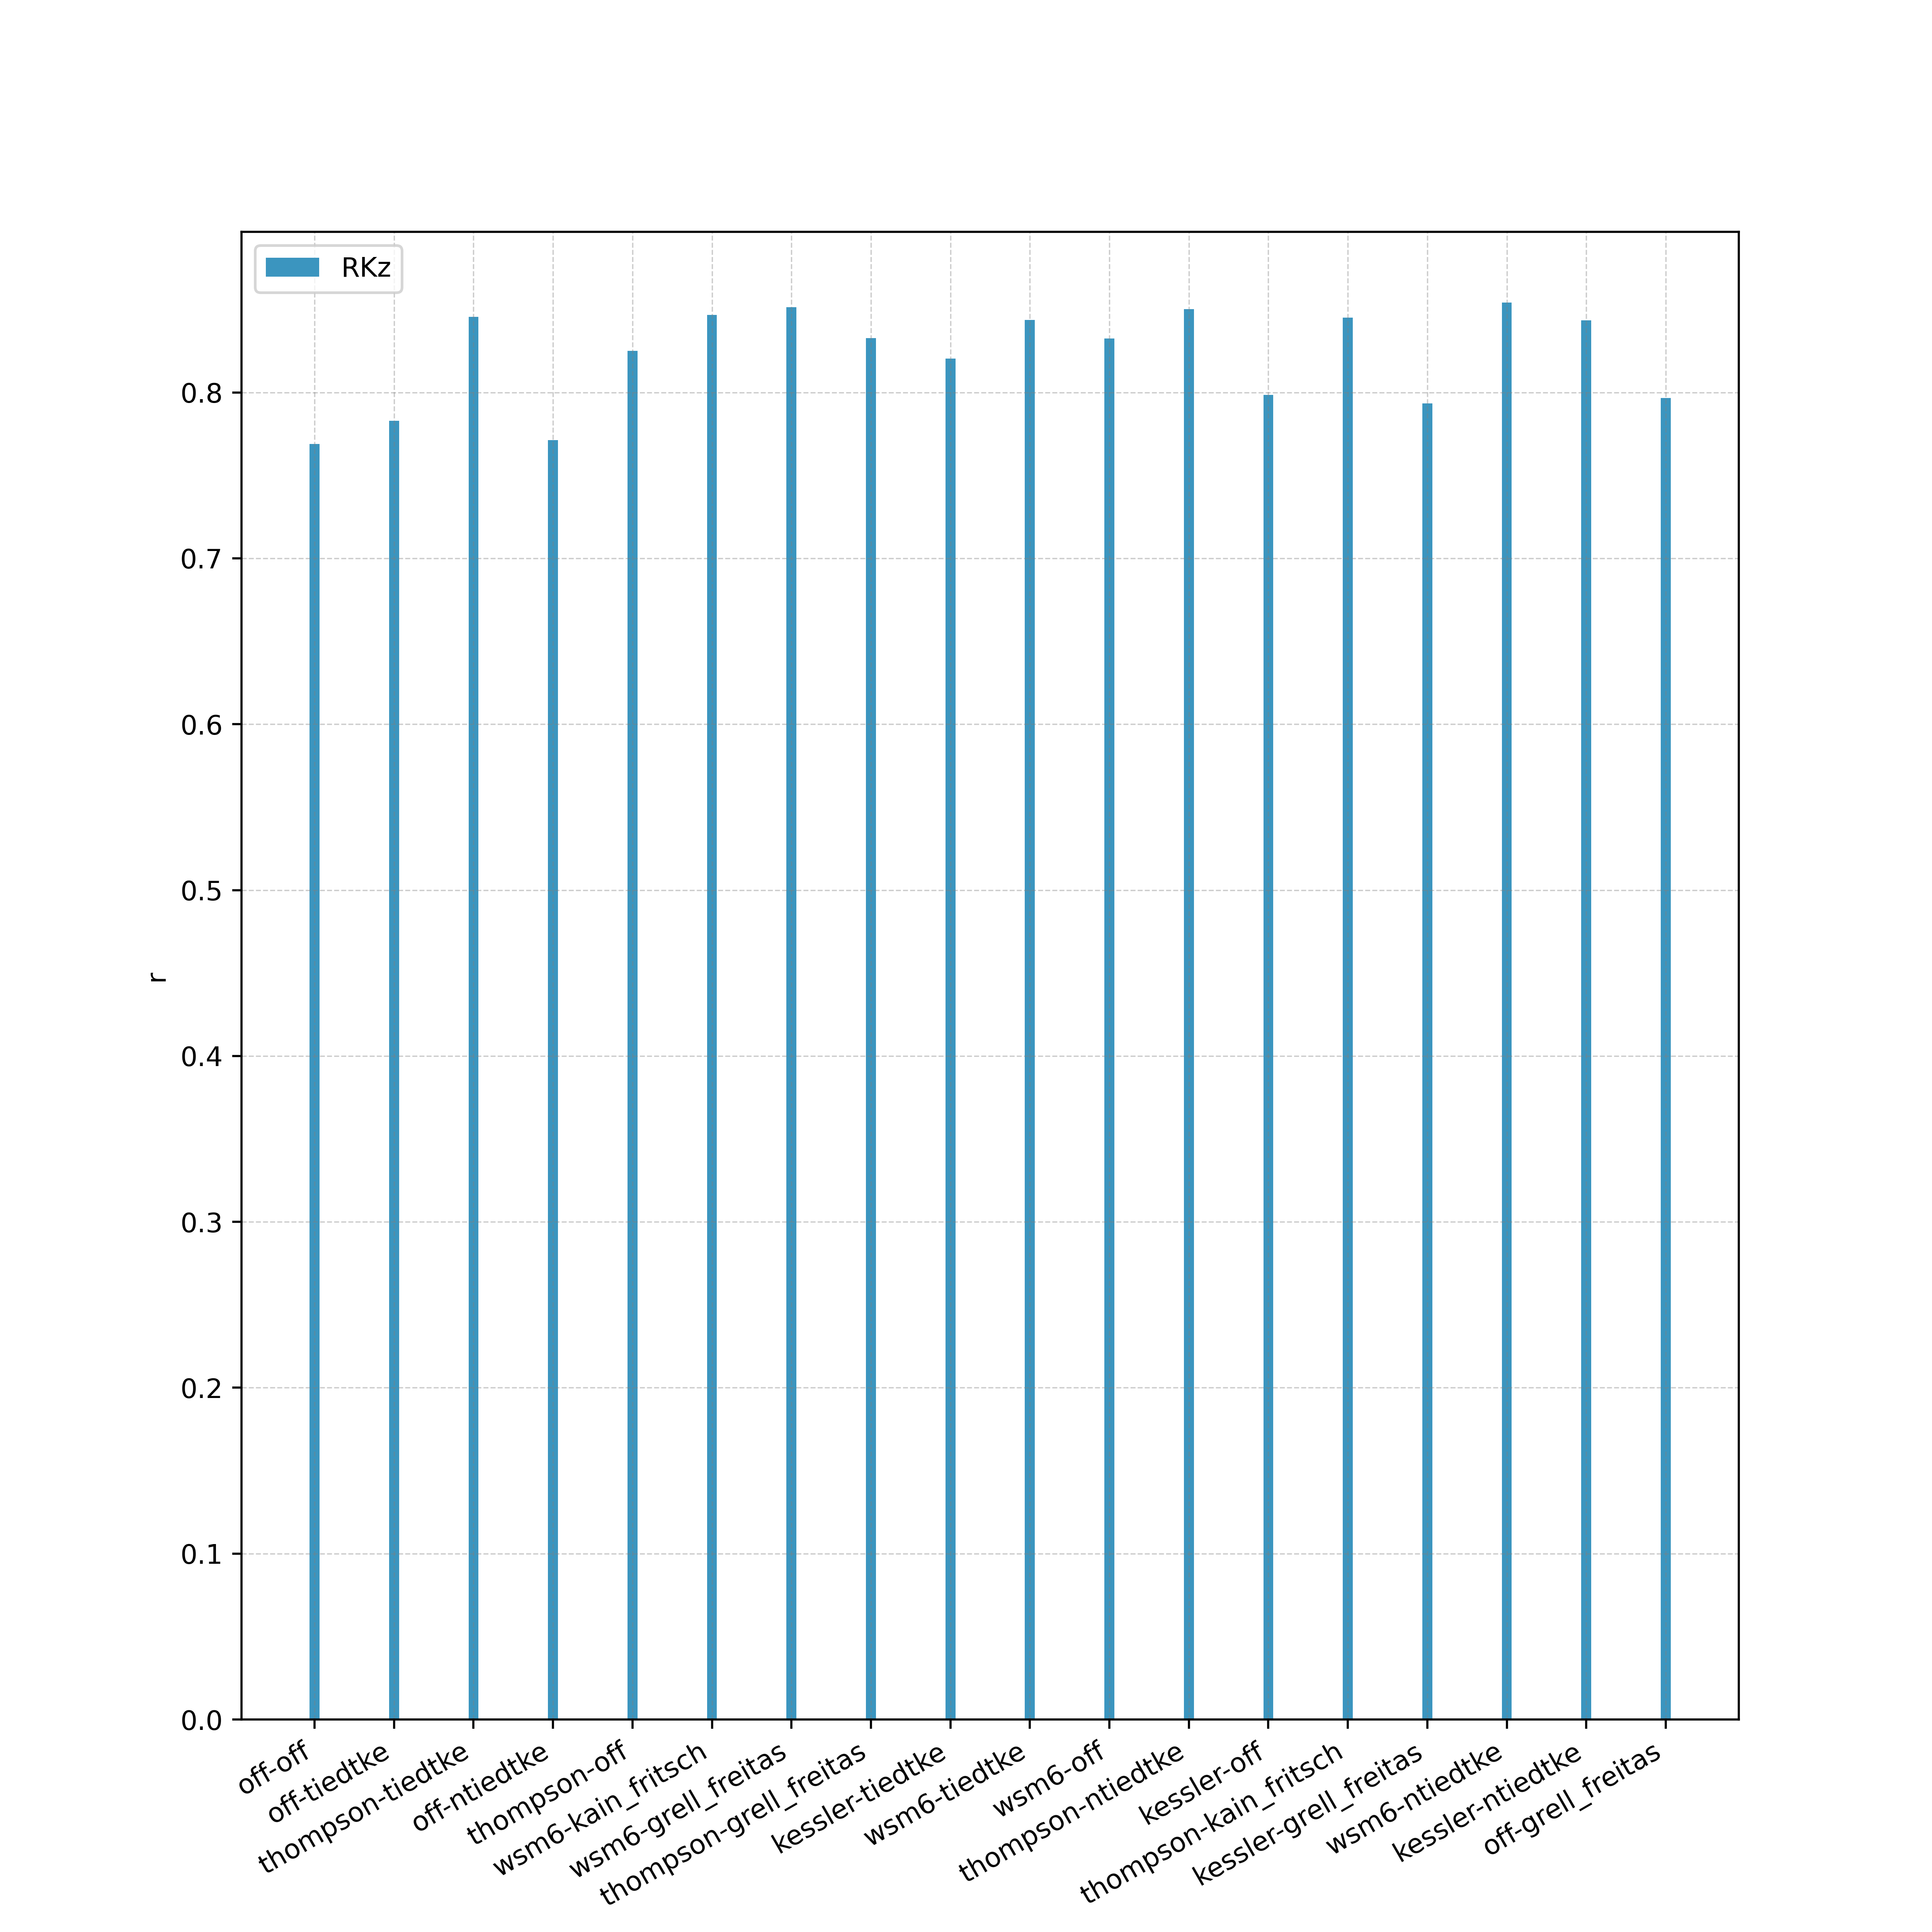 RKz
r
0.8
0.7
0.6
0.5
0.4
0.3
0.2
0.1
0.0
off-off
off-tiedtke
thompson-tiedtke
off-ntiedtke
thompson-off
wsm6-kain_fritsch
wsm6-grell_freitas
thompson-grell_freitas
kessler-tiedtke
wsm6-tiedtke
wsm6-off
thompson-ntiedtke
kessler-off
thompson-kain_fritsch
kessler-grell_freitas
wsm6-ntiedtke
kessler-ntiedtke
off-grell_freitas